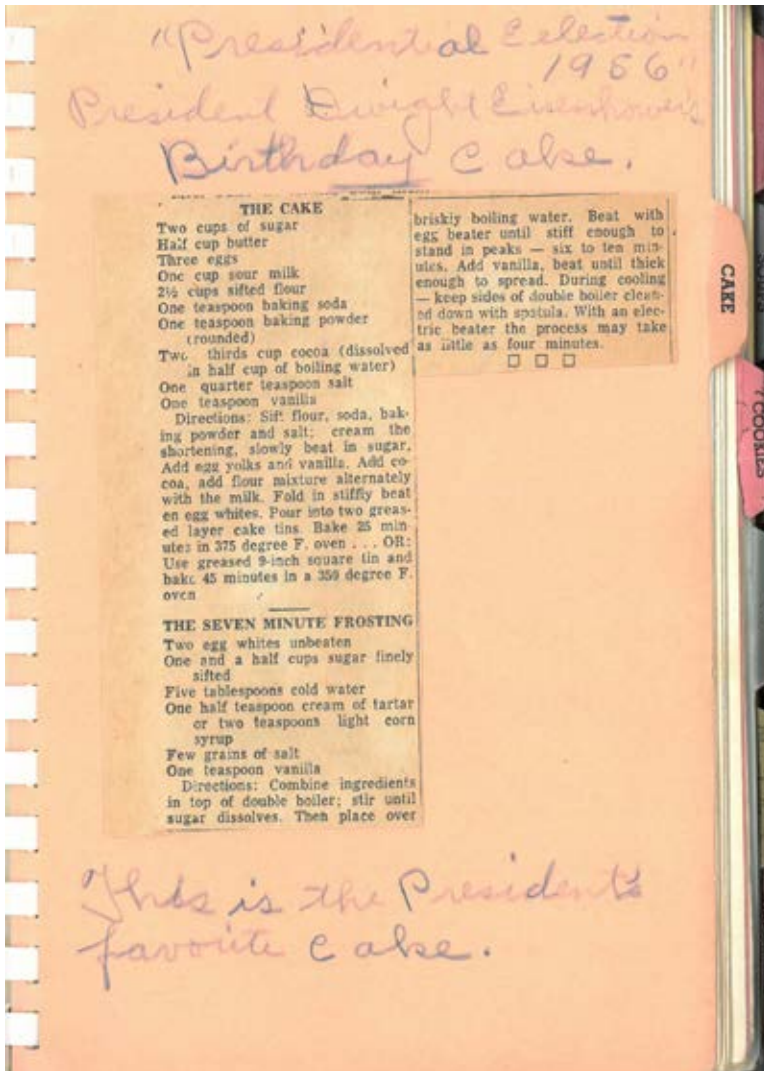 "Presidential Election
1956"
President Dwight Eisenhower's
Birthday Cake.
THE CAKE
Two cups of sugar
Half cup butter
Three eggs
One cup sour milk
2½ cups sifted flour
One teaspoon baking soda
One teaspoon baking powder
(rounded)
Two thirds cup cocoa (dissolved
in half cup of boiling water)
One quarter teaspoon salt
One teaspoon vanilla
Directions: Sift flour, soda, bak-
ing powder and salt; cream the
shortening, slowly beat in sugar.
Add egg yolks and vanilla. Add co-
coa, add flour mixture alternately
with the milk. Fold in stiffly beat
en egg whites. Pour into two greas-
ed layer cake tins. Bake 25 min-
utes in 375 degree F. oven . . . OR:
Use greased 9-inch square tin and
bake 45 minutes in a 350 degree F.
oven
THE SEVEN MINUTE FROSTING
Two egg whites unbeaten
One and a half cups sugar finely
sifted
Five tablespoons cold water
One half teaspoon cream of tartar
or two teaspoons light corn
syrup
Few grains of salt
One teaspoon vanilla
Directions: Combine ingredients
in top of double boiler; stir until
sugar dissolves. Then place over
briskly boiling water. Beat with
egg beater until stiff enough to
stand in peaks — six to ten min-
utes. Add vanilla, beat until thick
enough to spread. During cooling
— keep sides of double boiler clean-
ed down with spatula. With an elec-
tric beater the process may take
as little as four minutes.
This is the President's
favorite Cake.
CAKE
COOKIES